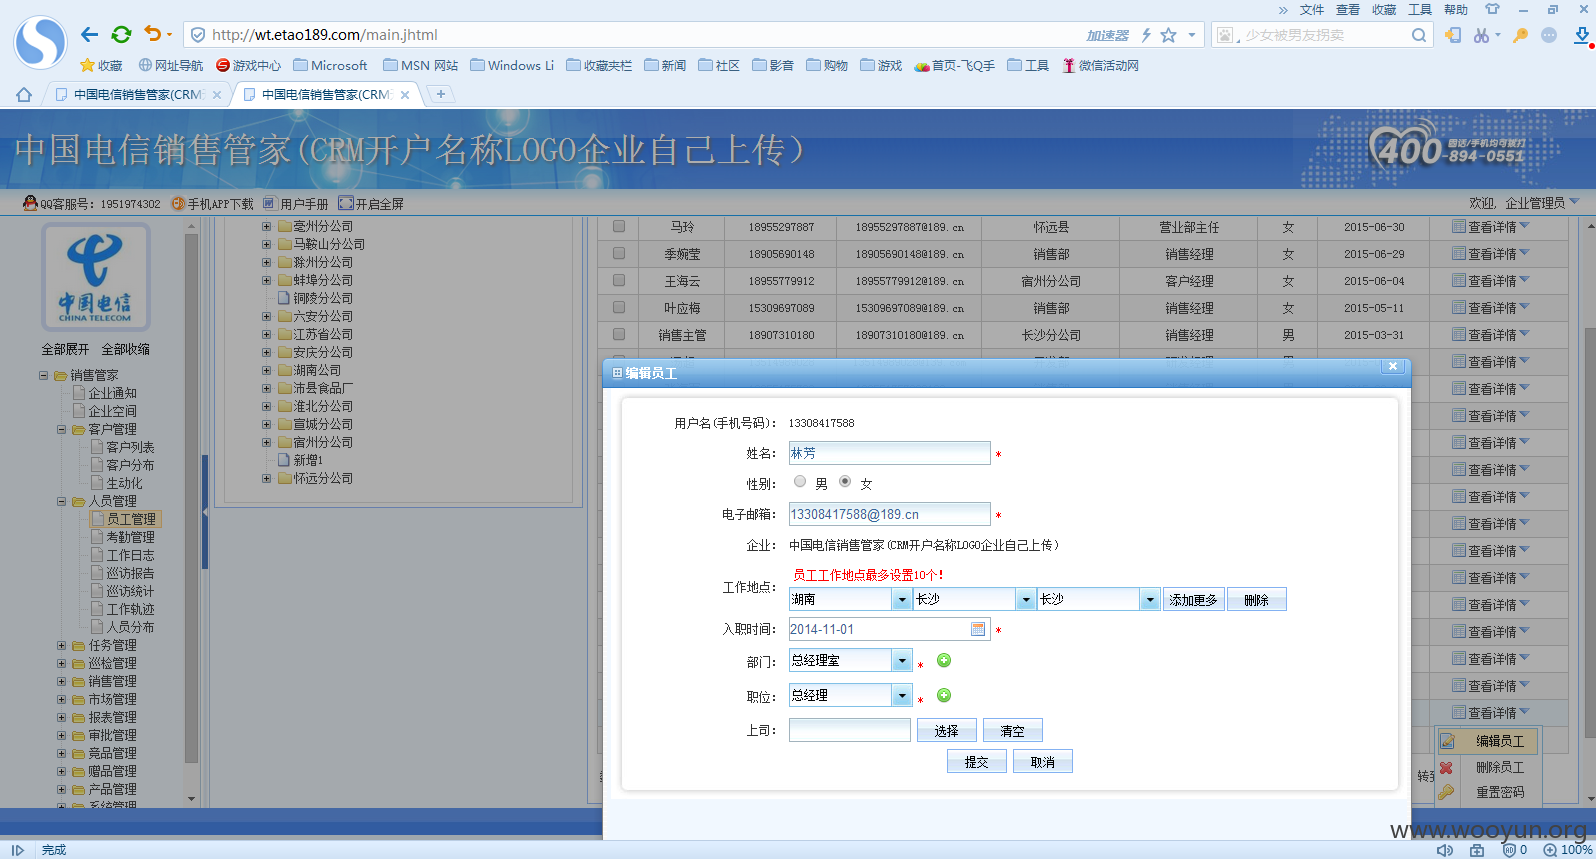 » 文件 查看 收藏 工具 帮助
http://wt.etao189.com/main.jhtml 加速器 少女被男友拐卖
收藏 网址导航 游戏中心 Microsoft MSN 网站 Windows Li 收藏夹栏 新闻 社区 影音 购物 游戏 首页-飞Q手 工具 微信活动网
中国电信销售管家(CRM 中国电信销售管家(CRM
中国电信销售管家(CRM开户名称LOGO企业自己上传)
固话/手机均可拨打
400-894-0551
QQ客服号: 1951974302 手机APP下载 用户手册 开启全屏 欢迎, 企业管理员
中国电信
CHINA TELECOM
全部展开 全部收缩
销售管家
企业通知
企业空间
客户管理
客户列表
客户分布
生动化
人员管理
员工管理
考勤管理
工作日志
巡访报告
巡访统计
工作轨迹
人员分布
任务管理
巡检管理
销售管理
市场管理
报表管理
审批管理
竞品管理
赠品管理
产品管理
系统管理
亳州分公司
马鞍山分公司
滁州分公司
蚌埠分公司
铜陵分公司
六安分公司
江苏省公司
安庆分公司
湖南公司
沛县食品厂
淮北分公司
宣城分公司
宿州分公司
新增1
怀远分公司
马玲 18955297887 18955297887@189.cn 怀远县 营业部主任 女 2015-06-30 查看详情
季婉莹 18905690148 18905690148@189.cn 销售部 销售经理 女 2015-06-29 查看详情
王海云 18955779912 18955779912@189.cn 宿州分公司 客户经理 女 2015-06-04 查看详情
叶应梅 15309697089 15309697089@189.cn 销售部 销售经理 女 2015-05-11 查看详情
销售主管 18907310180 18907310180@189.cn 长沙分公司 销售经理 男 2015-03-31 查看详情
查看详情
查看详情
查看详情
查看详情
查看详情
查看详情
查看详情
查看详情
查看详情
查看详情
查看详情
查看详情
查看详情
查看详情
编辑员工
用户名(手机号码): 13308417588
姓名: 林芳 *
性别: 男 女
电子邮箱: 13308417588@189.cn *
企业: 中国电信销售管家(CRM开户名称LOGO企业自己上传)
员工工作地点最多设置10个!
工作地点: 湖南 长沙 长沙 添加更多 删除
入职时间: 2014-11-01 *
部门: 总经理室 *
职位: 总经理 *
上司: 选择 清空
提交 取消
编辑员工
删除员工
重置密码
转到
www.wooyun.org
完成 0 100%